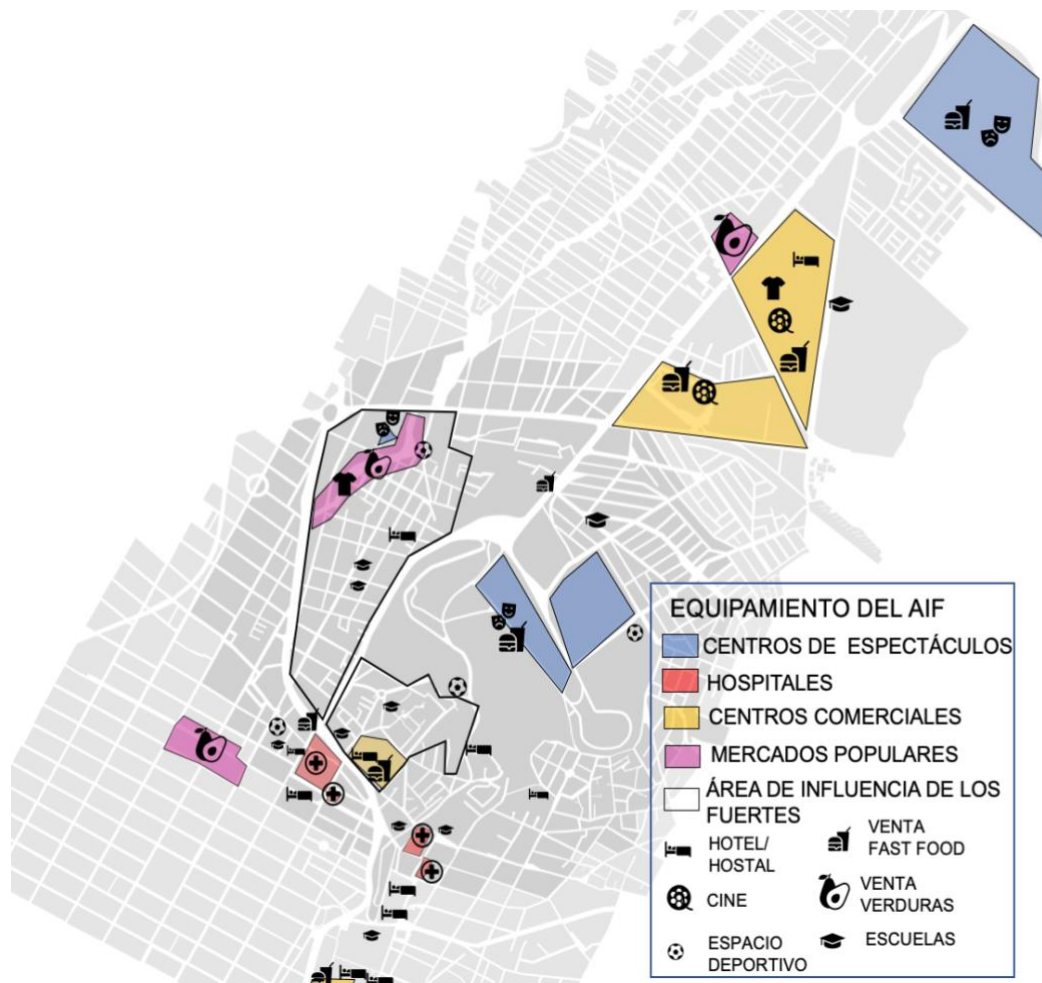 EQUIPAMIENTO DEL AIF
CENTROS DE ESPECTÁCULOS
HOSPITALES
CENTROS COMERCIALES
MERCADOS POPULARES
ÁREA DE INFLUENCIA DE LOS
FUERTES
HOTEL/
HOSTAL
VENTA
FAST FOOD
CINE
VENTA
VERDURAS
ESPACIO
DEPORTIVO
ESCUELAS